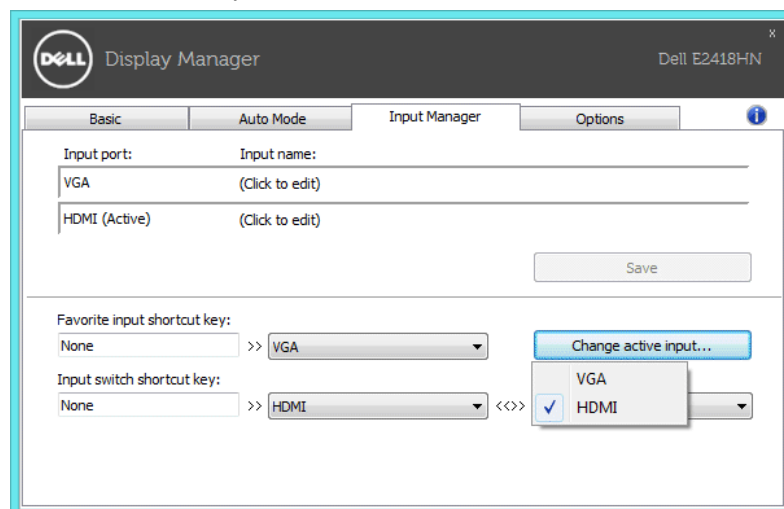 DELL Display Manager Dell E2418HN
x
Basic Auto Mode Input Manager Options i
Input port: Input name:
VGA (Click to edit)
HDMI (Active) (Click to edit)
Save
Favorite input shortcut key:
None >> VGA Change active input...
Input switch shortcut key:
VGA
None >> HDMI <<>> HDMI